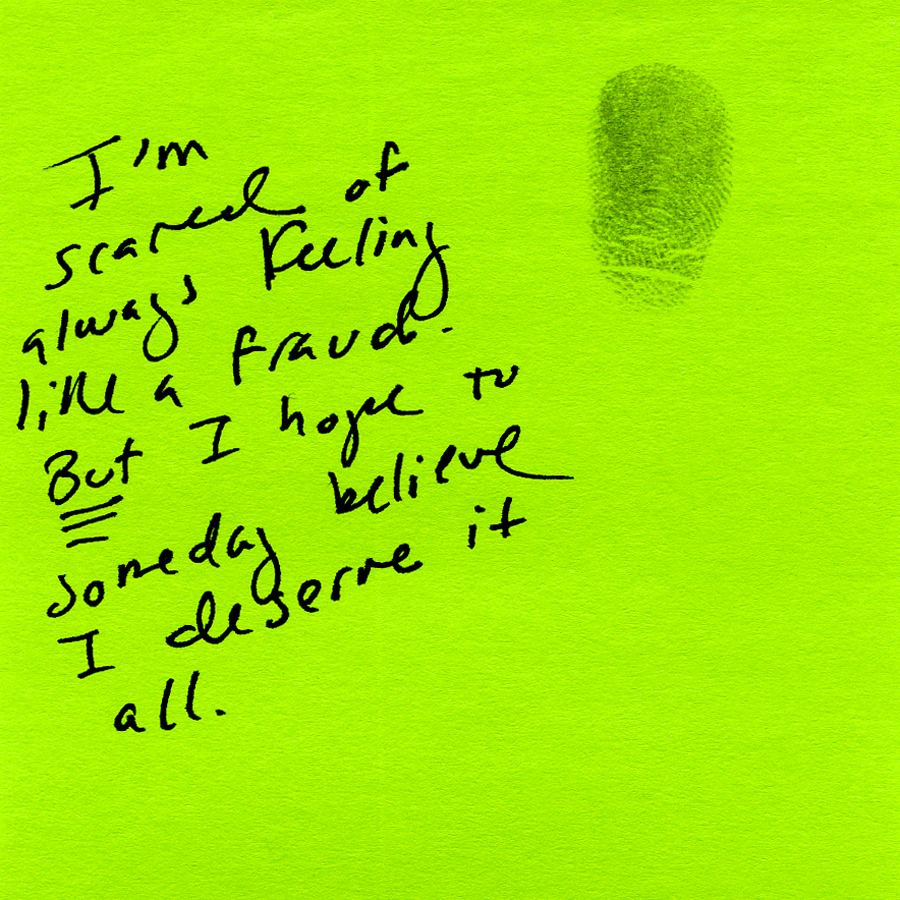 I'm
scared of
always feeling
like a fraud.
But I hope to
someday believe
I deserve it
all.